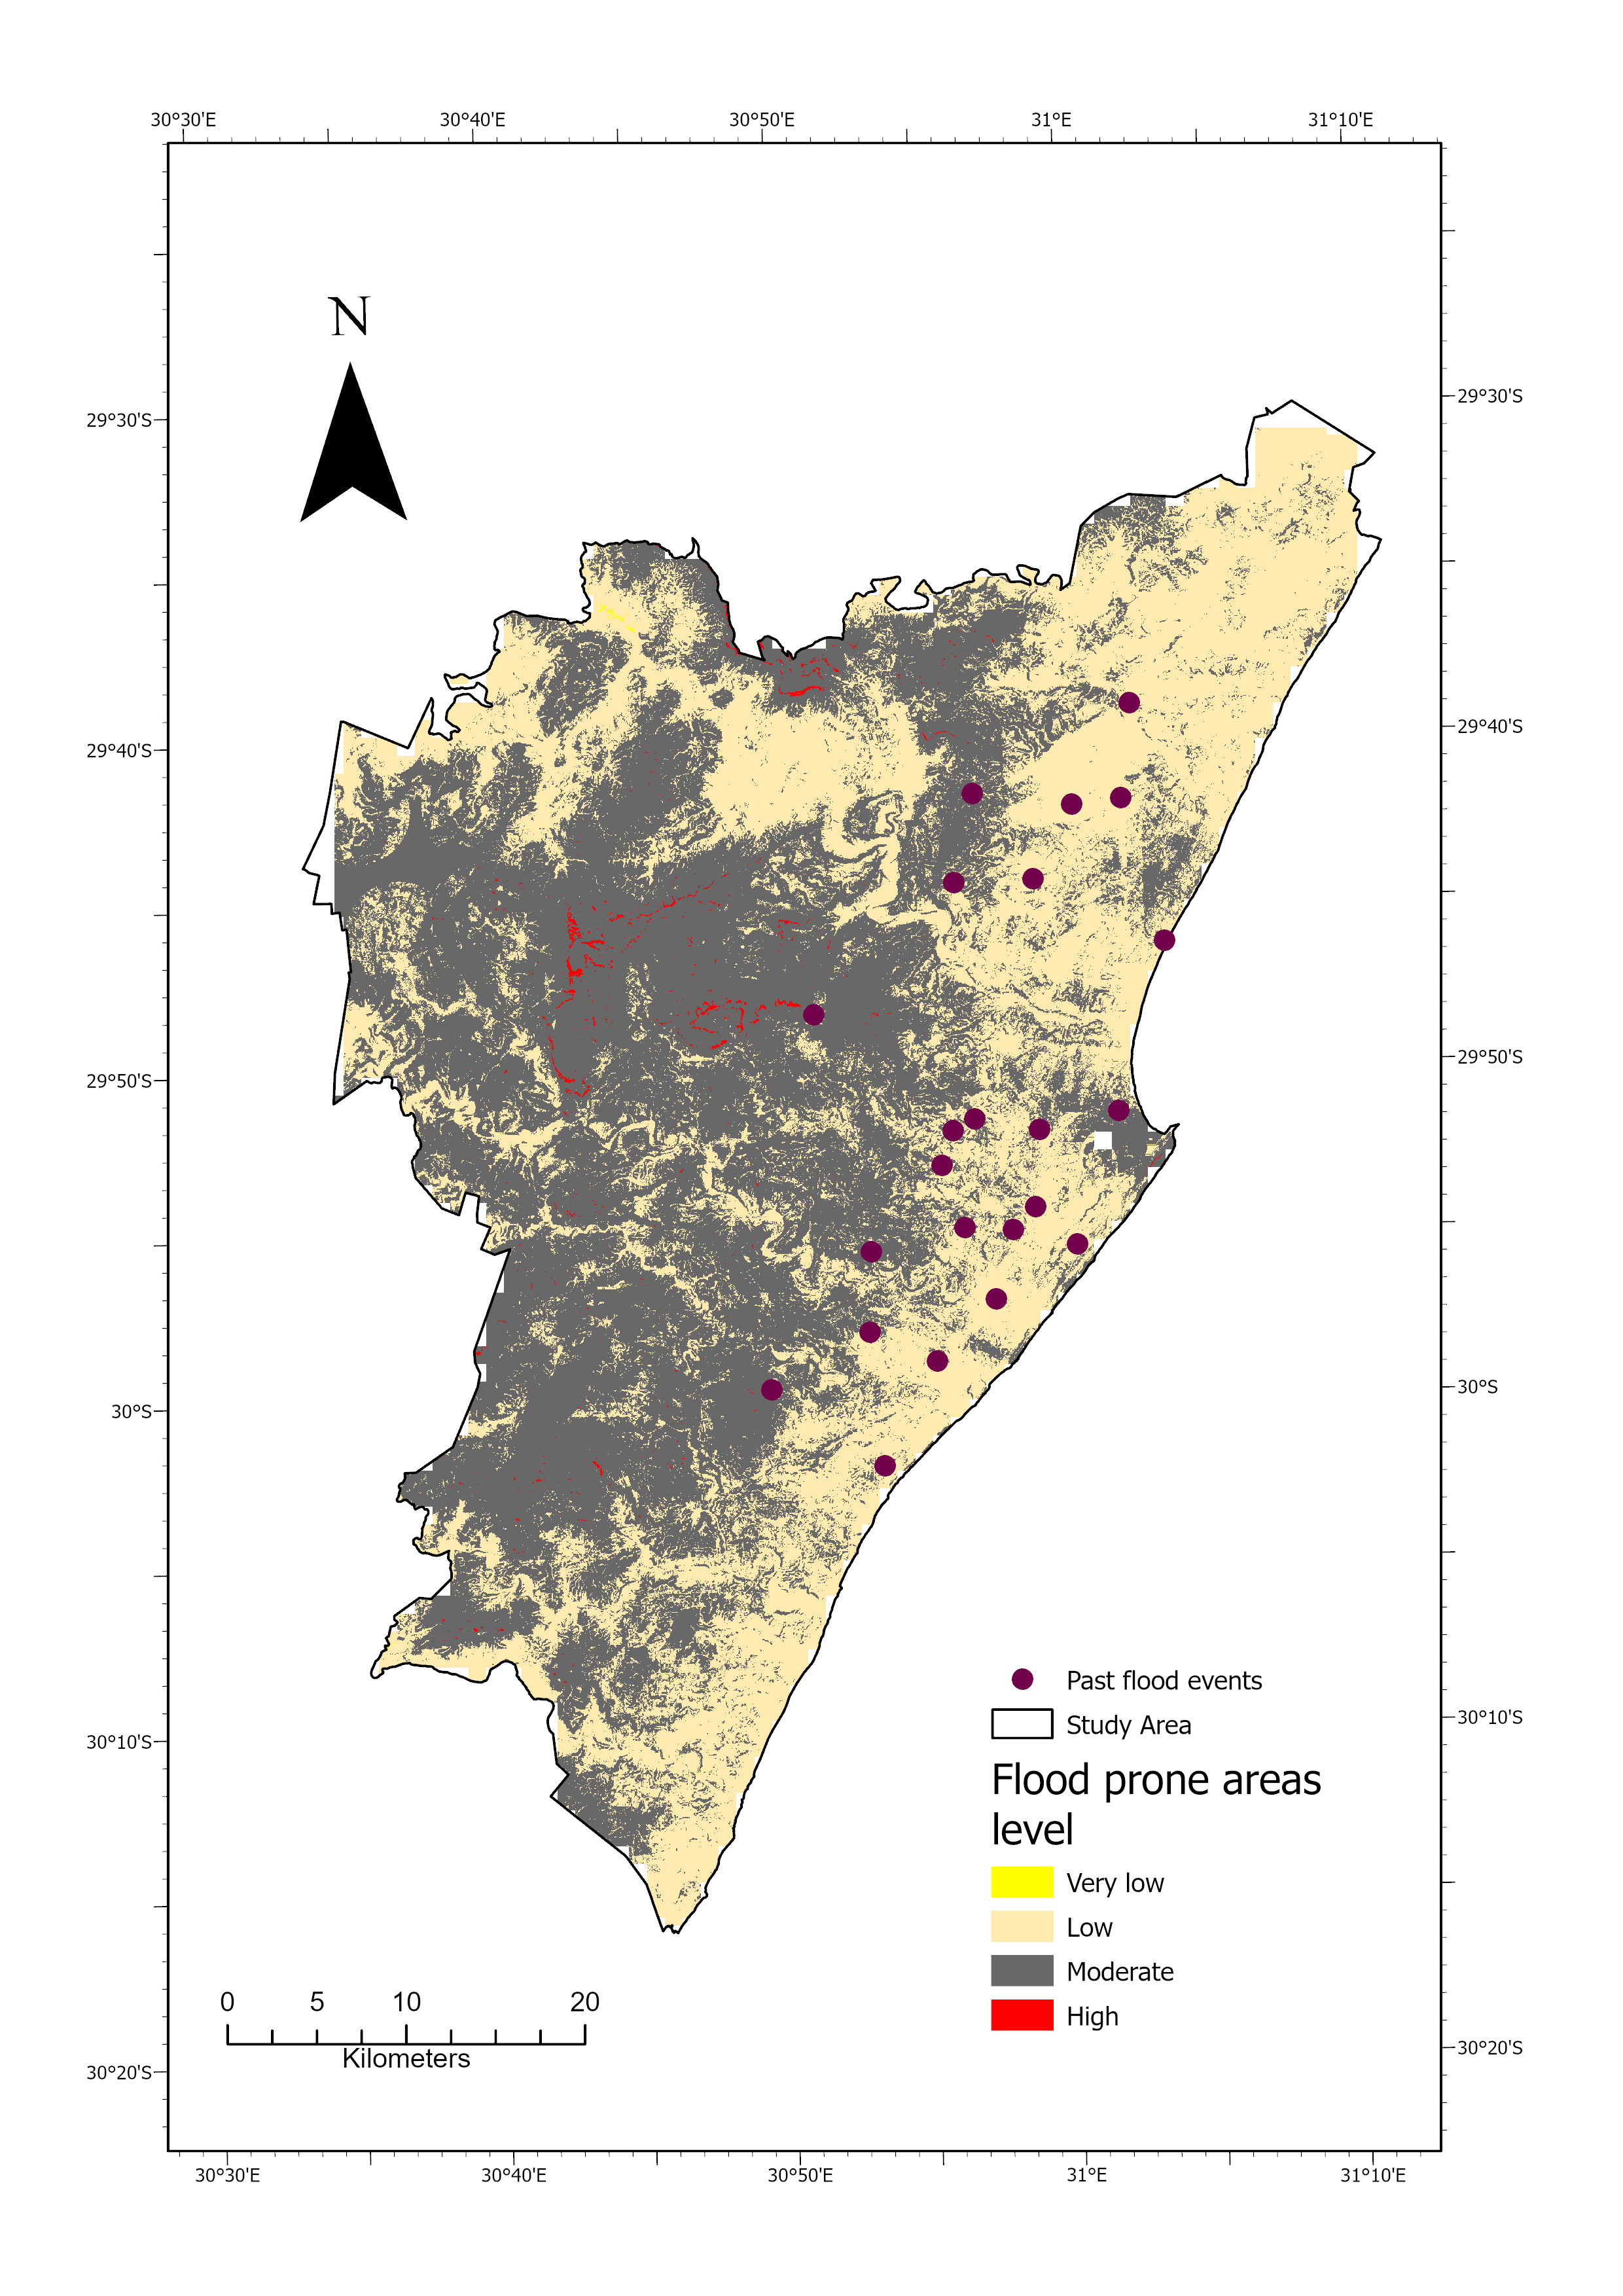 30°30'E 30°40'E 30°50'E 31°E 31°10'E
N
29°30'S 29°30'S
29°40'S 29°40'S
29°50'S 29°50'S
30°S 30°S
30°10'S 30°10'S
30°20'S 30°20'S
Past flood events
Study Area
Flood prone areas
level
Very low
Low
Moderate
High
0 5 10 20
Kilometers
30°30'E 30°40'E 30°50'E 31°E 31°10'E